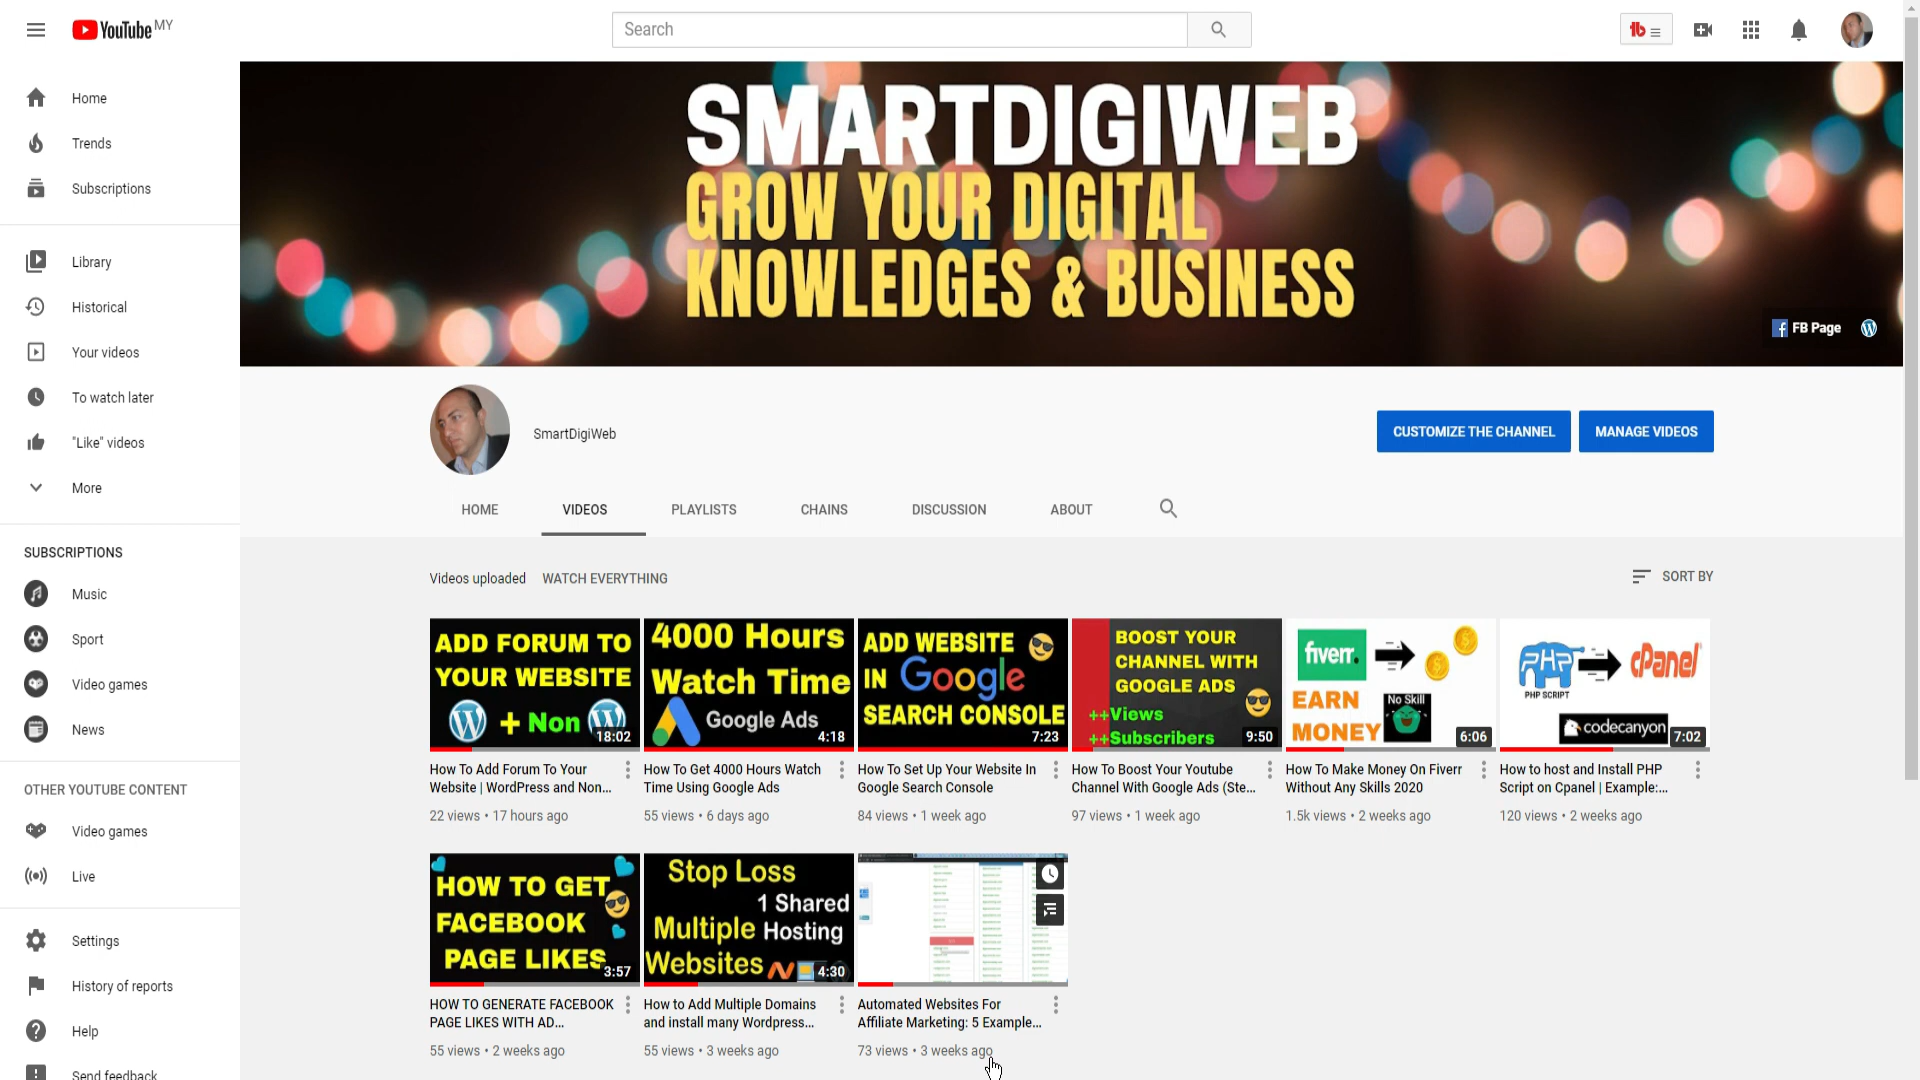 YouTube MY
Search
Home
Trends
Subscriptions
Library
Historical
Your videos
To watch later
"Like" videos
More
SUBSCRIPTIONS
Music
Sport
Video games
News
OTHER YOUTUBE CONTENT
Video games
Live
Settings
History of reports
Help
Send feedback
SMARTDIGIWEB
GROW YOUR DIGITAL
KNOWLEDGES & BUSINESS
FB Page
SmartDigiWeb
CUSTOMIZE THE CHANNEL
MANAGE VIDEOS
HOME VIDEOS PLAYLISTS CHAINS DISCUSSION ABOUT
Videos uploaded WATCH EVERYTHING
SORT BY
ADD FORUM TO
YOUR WEBSITE
+ Non
18:02
How To Add Forum To Your
Website | WordPress and Non...
22 views • 17 hours ago
4000 Hours
Watch Time
Google Ads
4:18
How To Get 4000 Hours Watch
Time Using Google Ads
55 views • 6 days ago
ADD WEBSITE
IN Google
SEARCH CONSOLE
7:23
How To Set Up Your Website In
Google Search Console
84 views • 1 week ago
BOOST YOUR
CHANNEL WITH
GOOGLE ADS
++Views
++Subscribers
9:50
How To Boost Your Youtube
Channel With Google Ads (Ste...
97 views • 1 week ago
fiverr.
EARN
MONEY
No Skill
6:06
How To Make Money On Fiverr
Without Any Skills 2020
1.5k views • 2 weeks ago
PHP
PHP SCRIPT
cPanel
codecanyon
7:02
How to host and Install PHP
Script on Cpanel | Example:...
120 views • 2 weeks ago
HOW TO GET
FACEBOOK
PAGE LIKES
3:57
HOW TO GENERATE FACEBOOK
PAGE LIKES WITH AD...
55 views • 2 weeks ago
Stop Loss
1 Shared
Multiple Hosting
Websites
4:30
How to Add Multiple Domains
and install many Wordpress...
55 views • 3 weeks ago
Automated Websites For
Affiliate Marketing: 5 Example...
73 views • 3 weeks ago